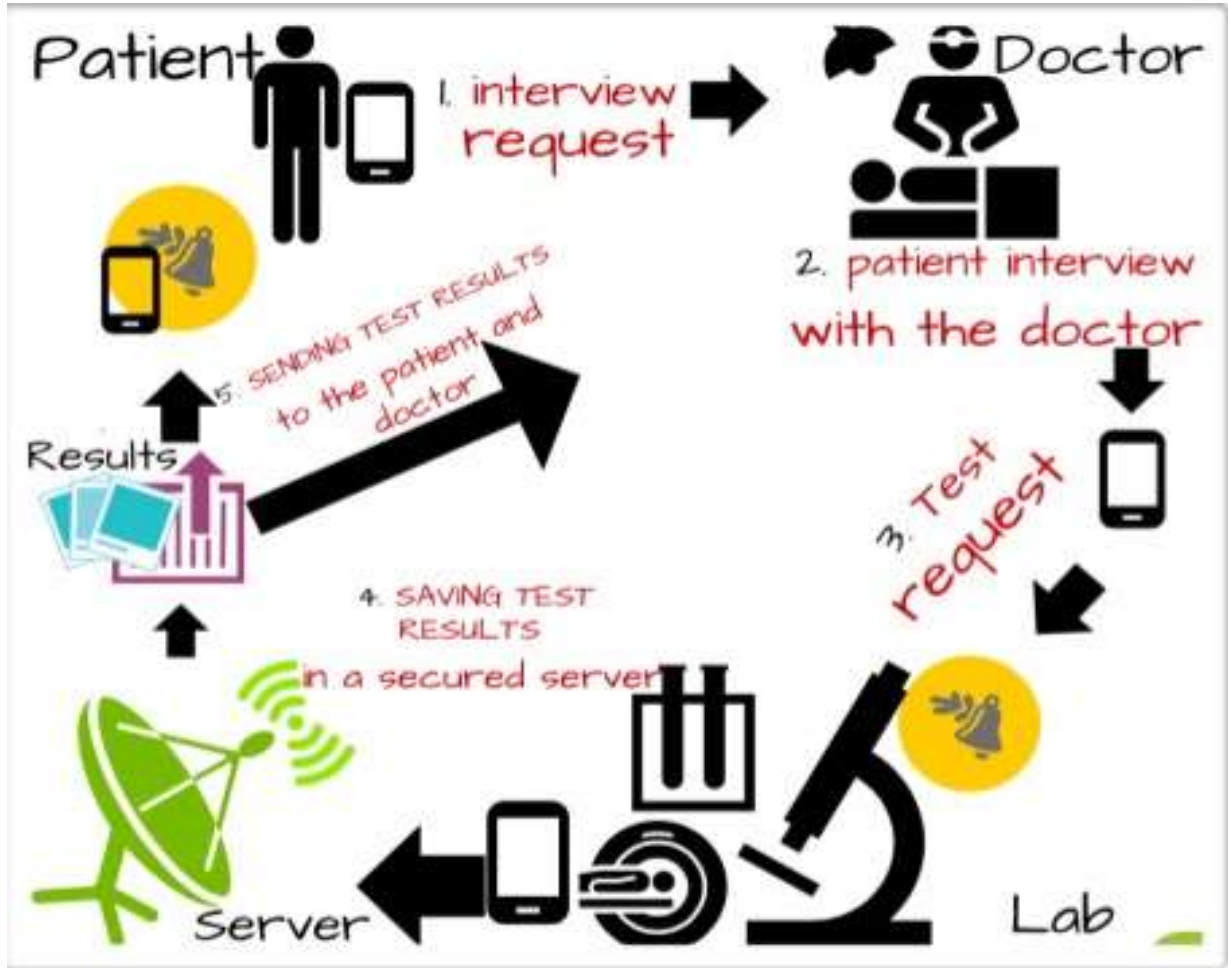 Patient
1. interview
request
Doctor
2. patient interview
with the doctor
3. Test
request
4. SAVING TEST
RESULTS
in a secured server
Lab
Server
Results
5. SENDING TEST RESULTS
to the patient and
doctor